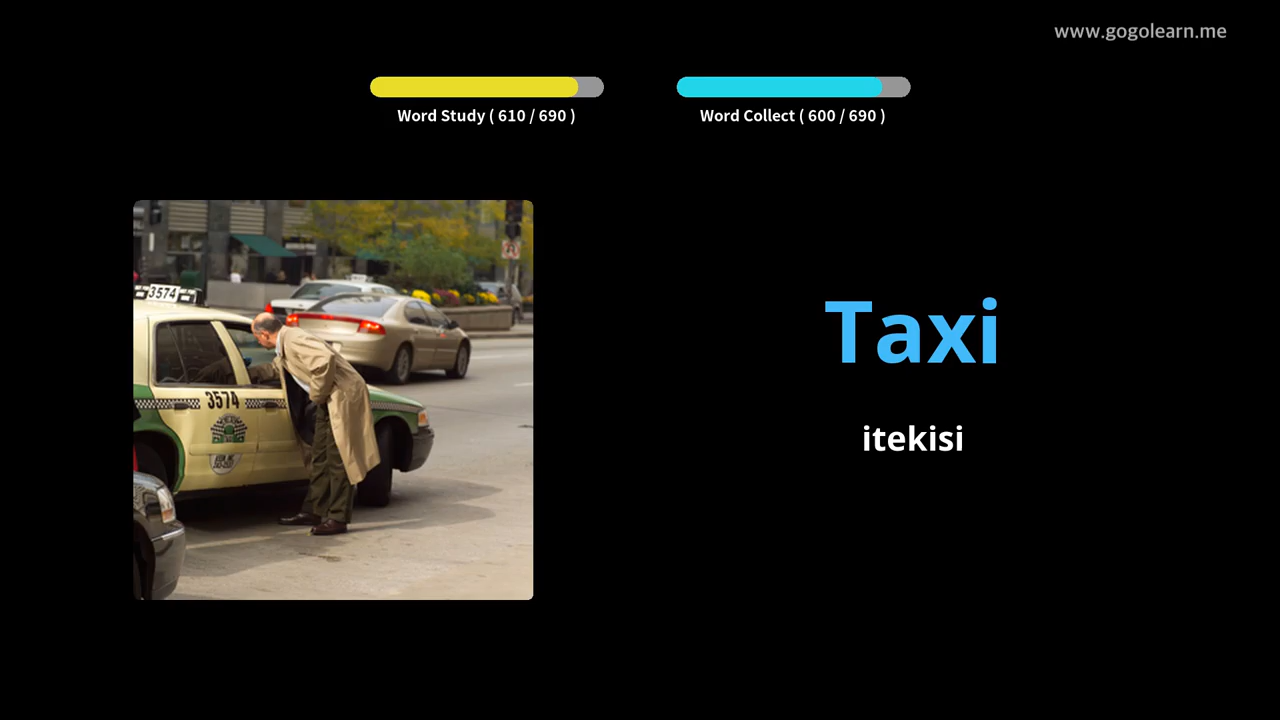 www.gogolearn.me
Word Study ( 610 / 690 )
Word Collect ( 600 / 690 )
3574
3574
Taxi
itekisi